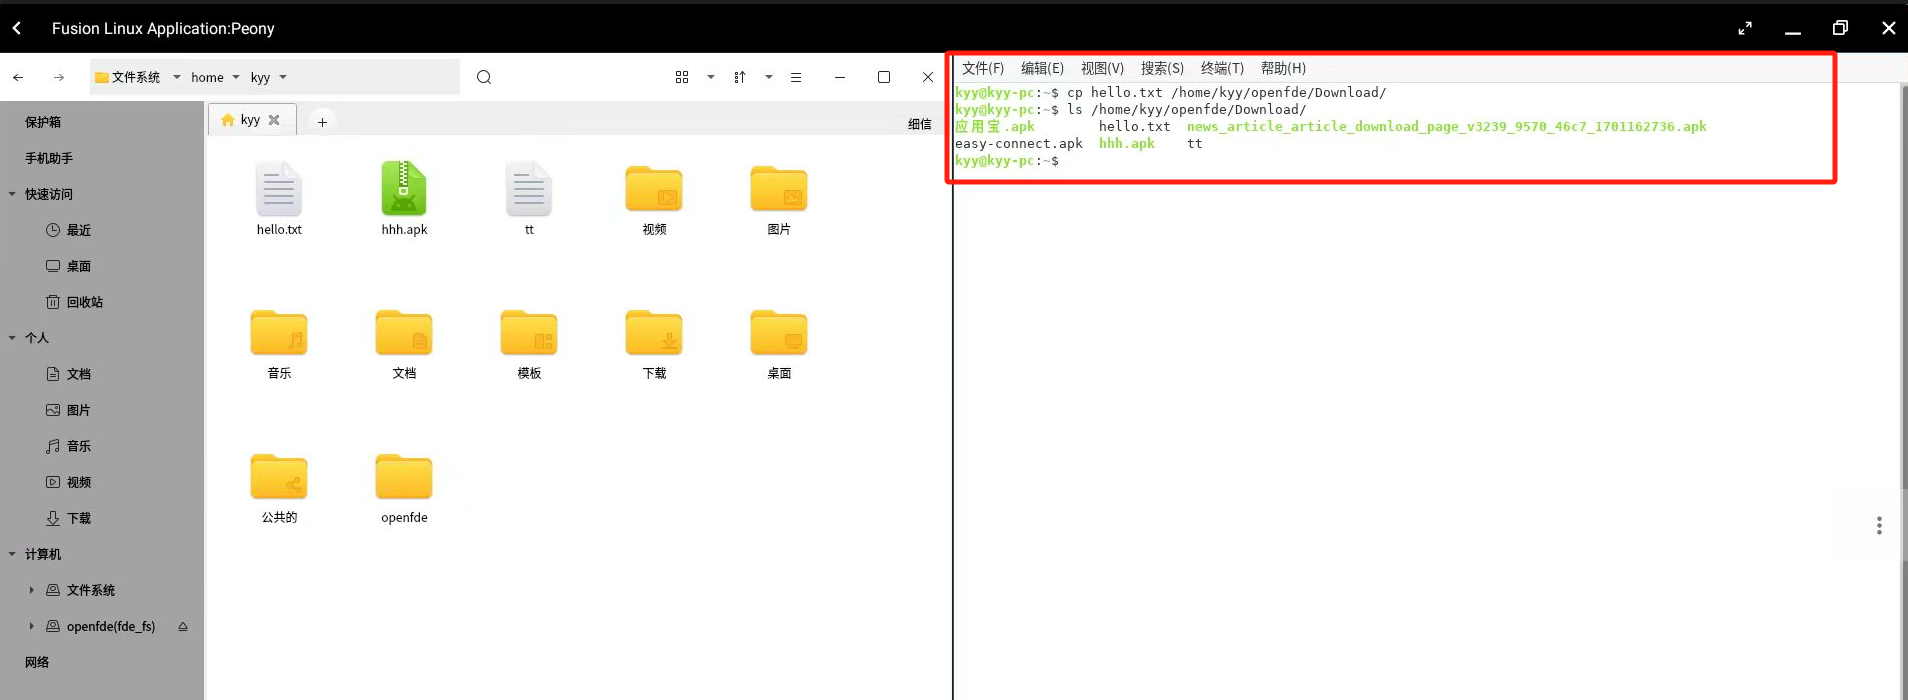 Fusion Linux Application:Peony
文件系统 home kyy
保护箱
手机助手
快速访问
最近
桌面
回收站
个人
文档
图片
音乐
视频
下载
计算机
文件系统
openfde(fde_fs)
网络
kyy
细信
hello.txt hhh.apk tt 视频 图片
音乐 文档 模板 下载 桌面
公共的 openfde
文件(F) 编辑(E) 视图(V) 搜索(S) 终端(T) 帮助(H)
kyy@kyy-pc:~$ cp hello.txt /home/kyy/openfde/Download/
kyy@kyy-pc:~$ ls /home/kyy/openfde/Download/
应用宝.apk hello.txt news_article_article_download_page_v3239_9570_46c7_1701162736.apk
easy-connect.apk hhh.apk tt
kyy@kyy-pc:~$